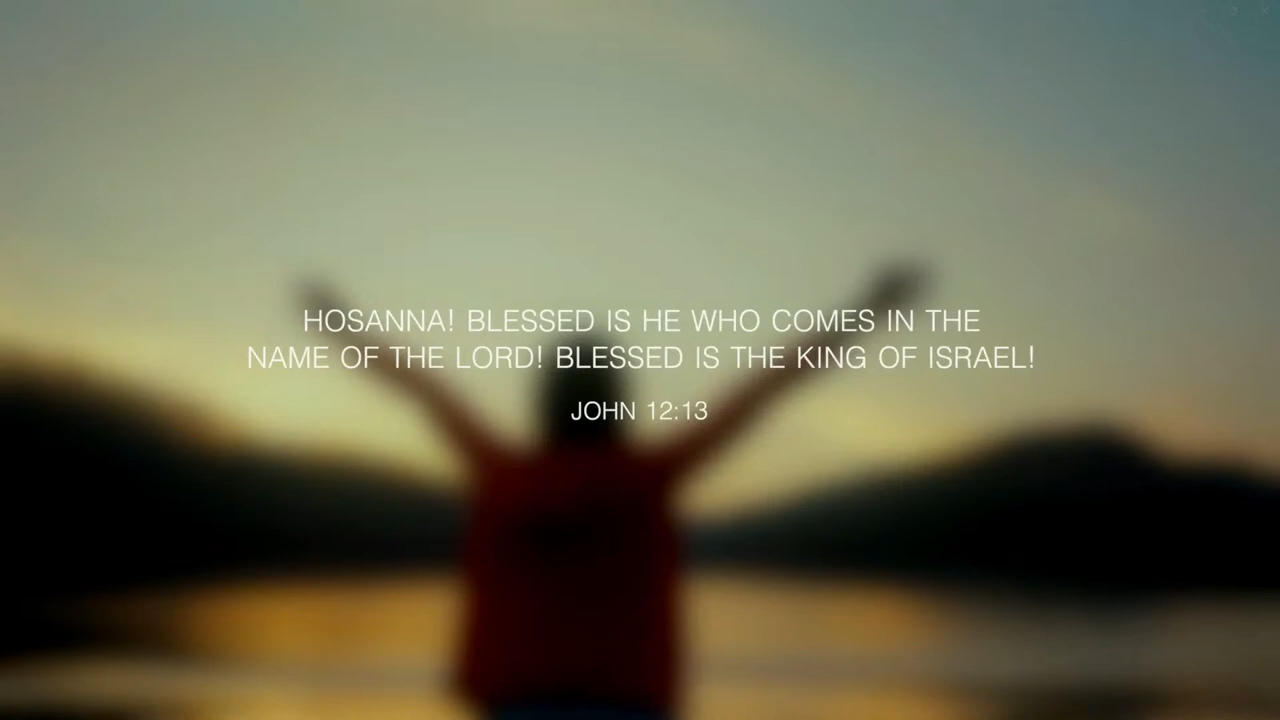 HOSANNA! BLESSED IS HE WHO COMES IN THE
NAME OF THE LORD! BLESSED IS THE KING OF ISRAEL!
JOHN 12:13